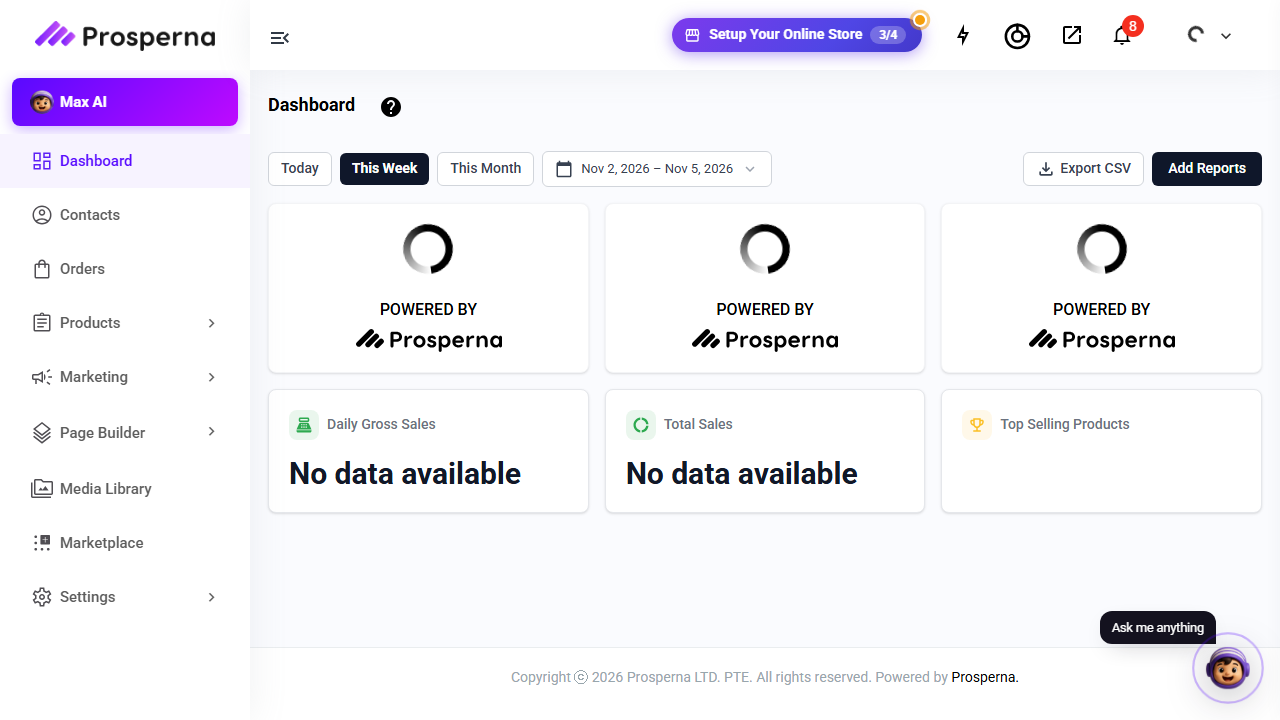 Prosperna
Setup Your Online Store 3/4
8
Max AI
Dashboard
Contacts
Orders
Products
Marketing
Page Builder
Media Library
Marketplace
Settings
Dashboard
Today
This Week
This Month
Nov 2, 2026 – Nov 5, 2026
Export CSV
Add Reports
POWERED BY
Prosperna
POWERED BY
Prosperna
POWERED BY
Prosperna
Daily Gross Sales
No data available
Total Sales
No data available
Top Selling Products
Ask me anything
Copyright © 2026 Prosperna LTD. PTE. All rights reserved. Powered by Prosperna.